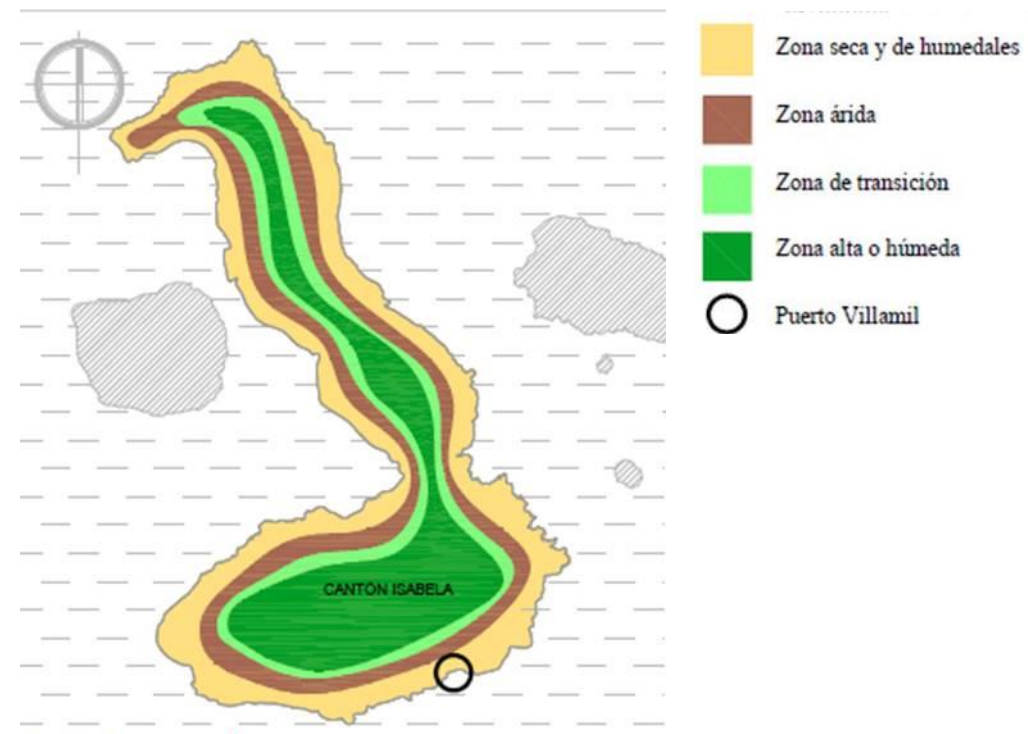 Zona seca y de humedales
Zona árida
Zona de transición
Zona alta o húmeda
Puerto Villamil
CANTÓN ISABELA